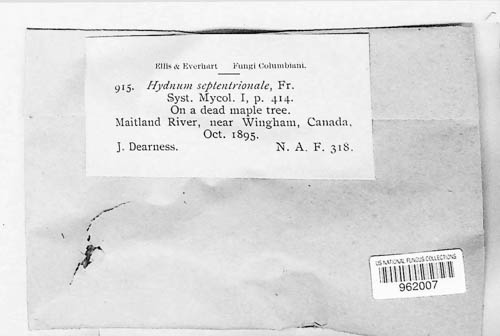 Ellis & Everhart Fungi Columbiani.
915. Hydnum septentrionale, Fr.
Syst. Mycol. I, p. 414.
On a dead maple tree.
Maitland River, near Wingham, Canada,
Oct. 1895.
J. Dearness. N. A. F. 318.
US NATIONAL FUNGUS COLLECTIONS
962007